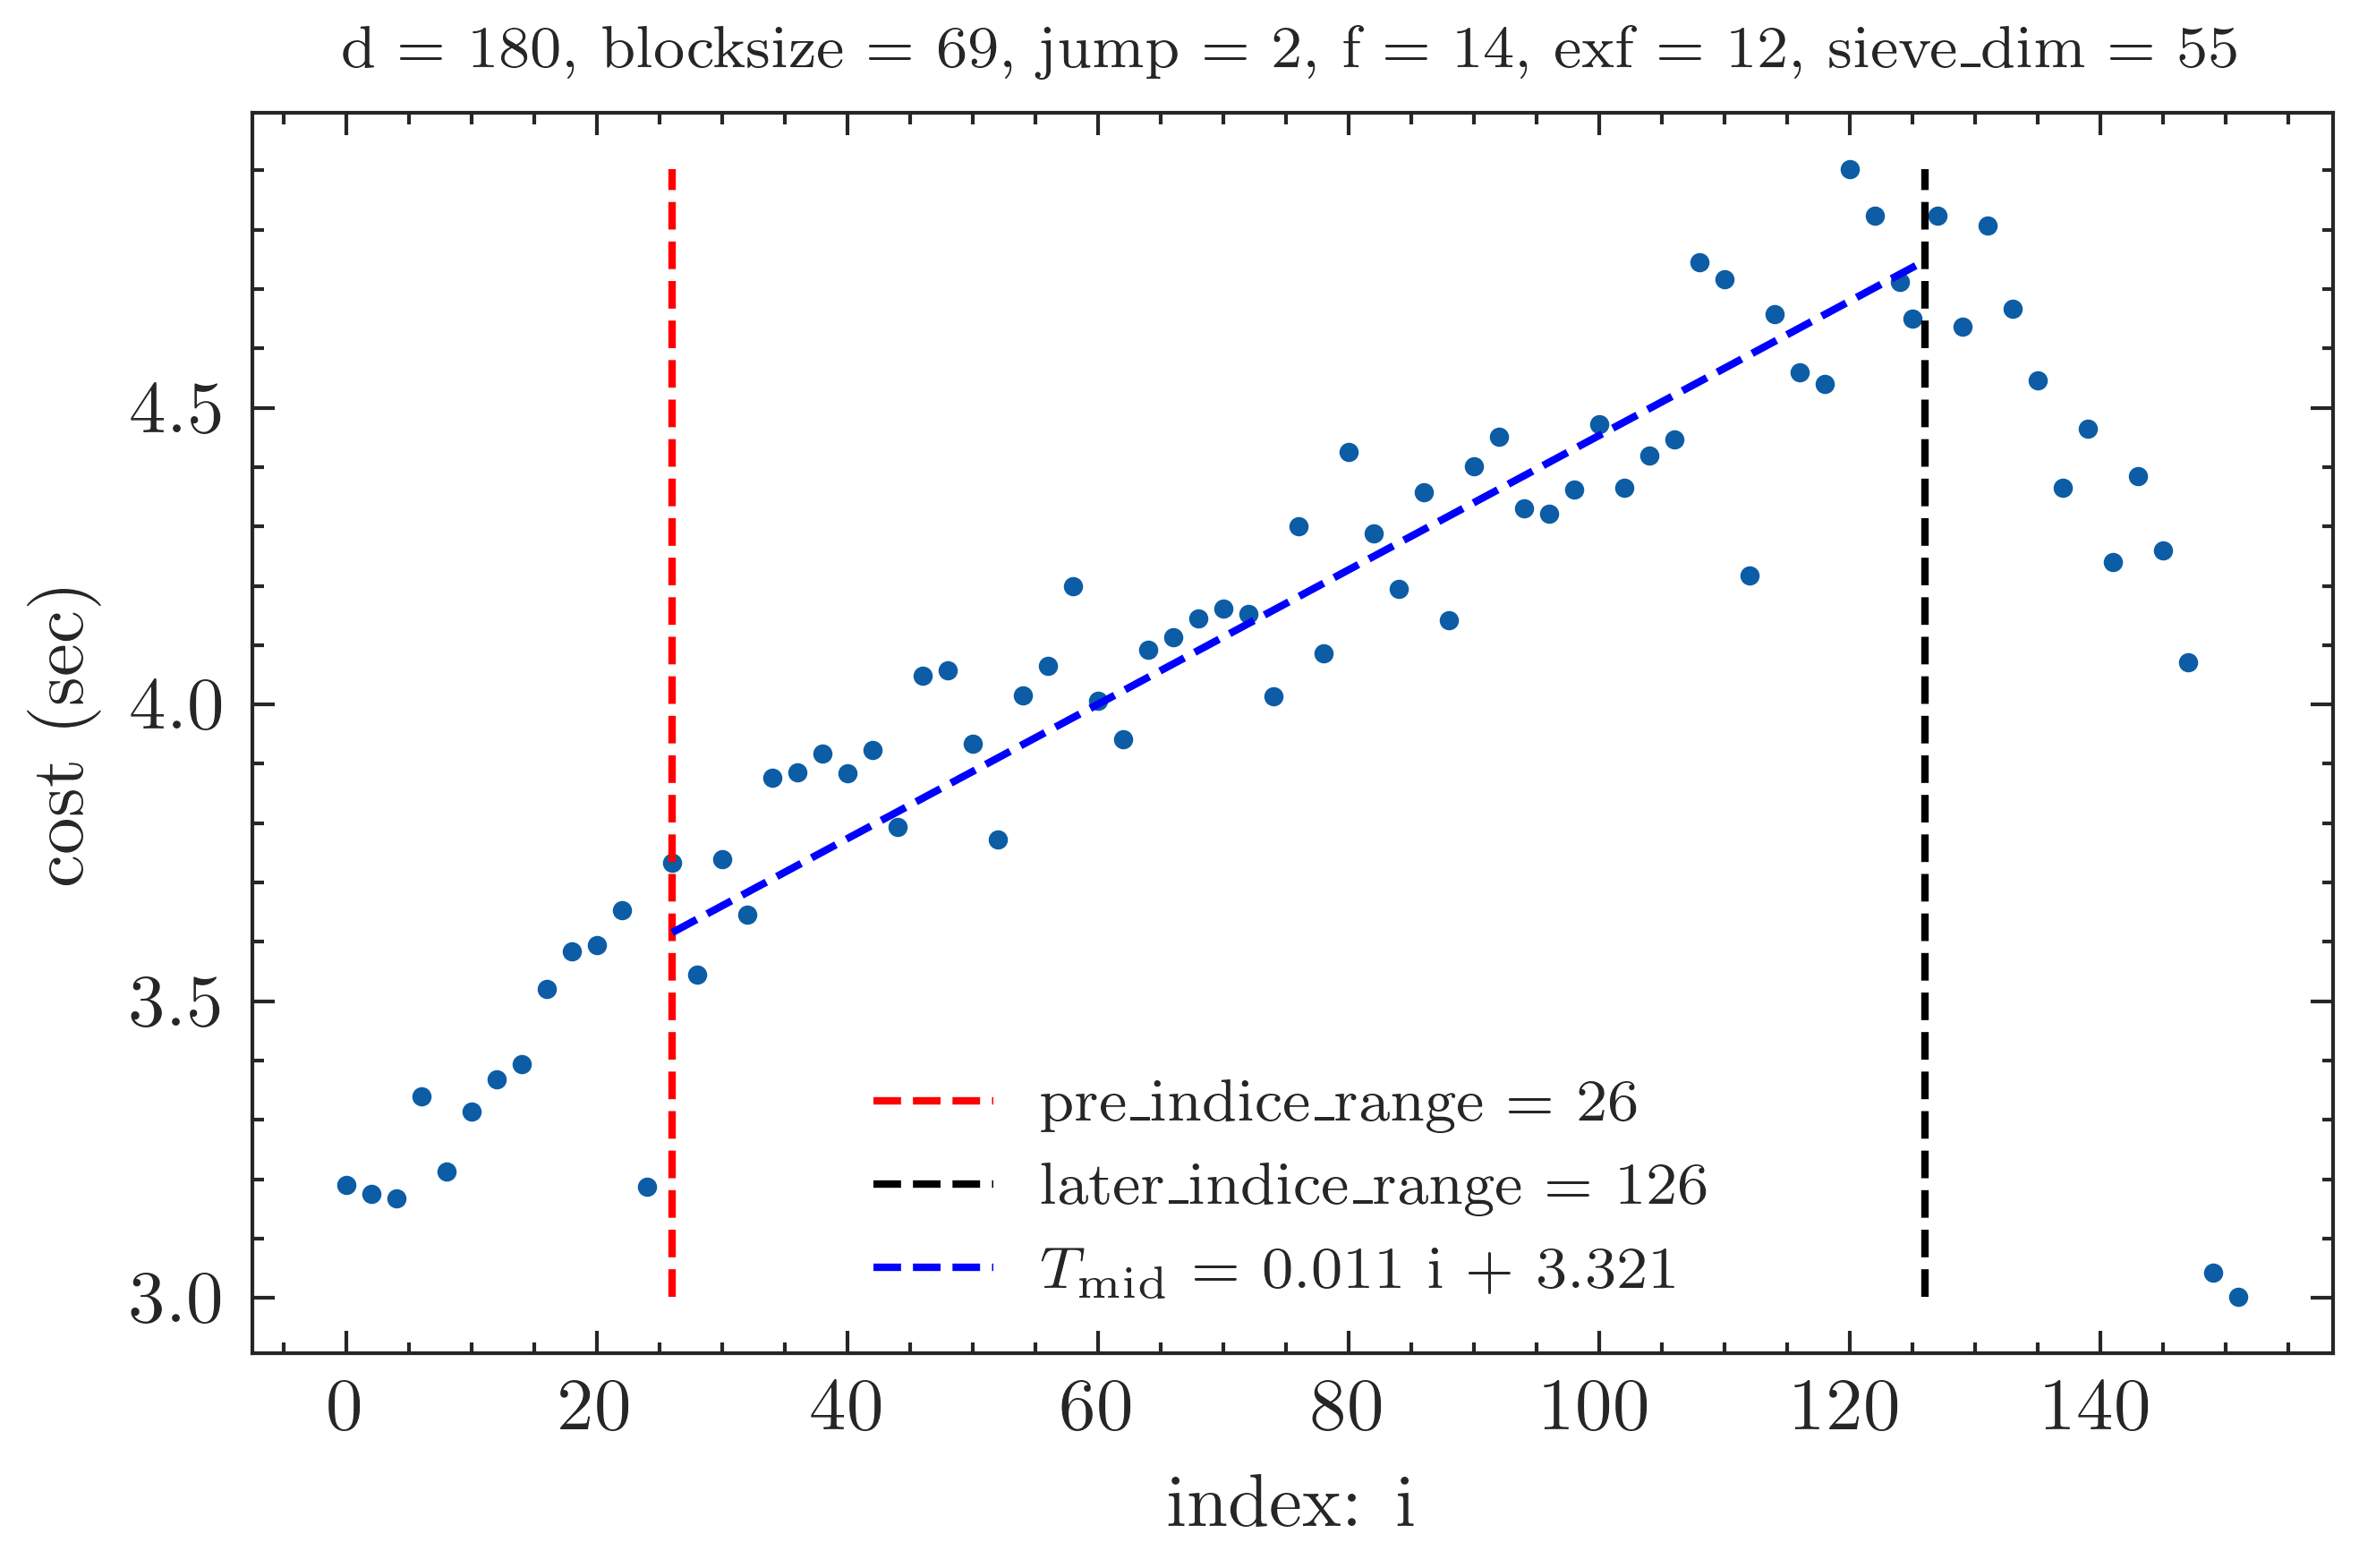 d = 180, blocksize = 69, jump = 2, f = 14, exf = 12, sieve_dim = 55
cost (sec)
4.5
4.0
3.5
3.0
pre_indice_range = 26
later_indice_range = 126
T_mid = 0.011 i + 3.321
0 20 40 60 80 100 120 140
index: i